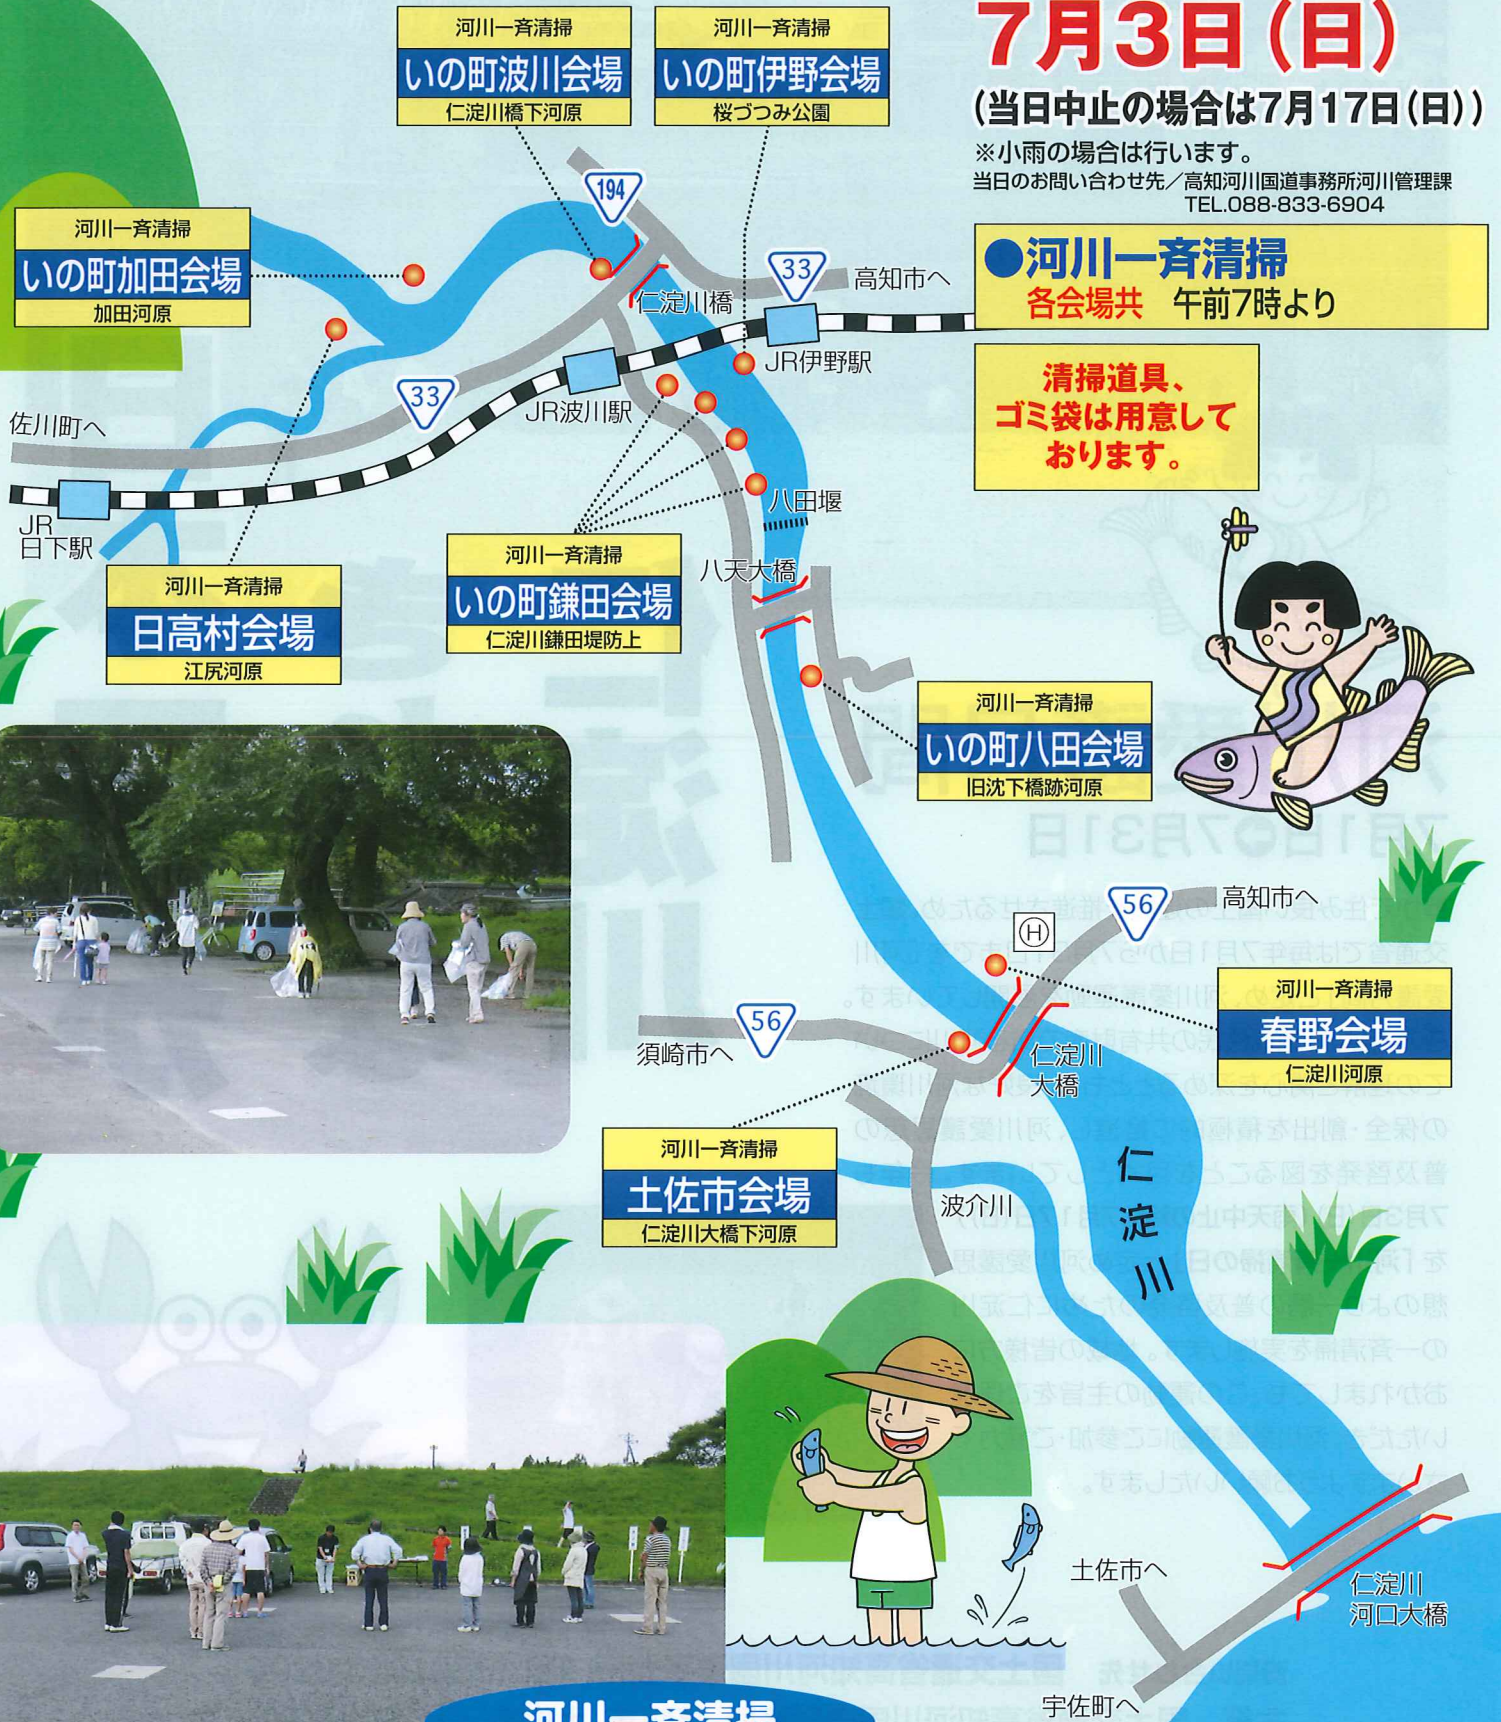 7月3日(日)
(当日中止の場合は7月17日(日))
※小雨の場合は行います。
当日のお問い合わせ先／高知河川国道事務所河川管理課
TEL.088-833-6904
●河川一斉清掃
各会場共　午前7時より
清掃道具、
ゴミ袋は用意して
おります。
河川一斉清掃
いの町波川会場
仁淀川橋下河原
河川一斉清掃
いの町伊野会場
桜づつみ公園
194
河川一斉清掃
いの町加田会場
加田河原
33
高知市へ
仁淀川橋
JR伊野駅
33
JR波川駅
佐川町へ
JR
日下駅
八田堰
河川一斉清掃
日高村会場
江尻河原
河川一斉清掃
いの町鎌田会場
仁淀川鎌田堤防上
八天大橋
河川一斉清掃
いの町八田会場
旧沈下橋跡河原
56
高知市へ
H
河川一斉清掃
春野会場
仁淀川河原
56
須崎市へ
仁淀川
大橋
河川一斉清掃
土佐市会場
仁淀川大橋下河原
波介川
仁淀川
土佐市へ
仁淀川
河口大橋
宇佐町へ
河川一斉清掃